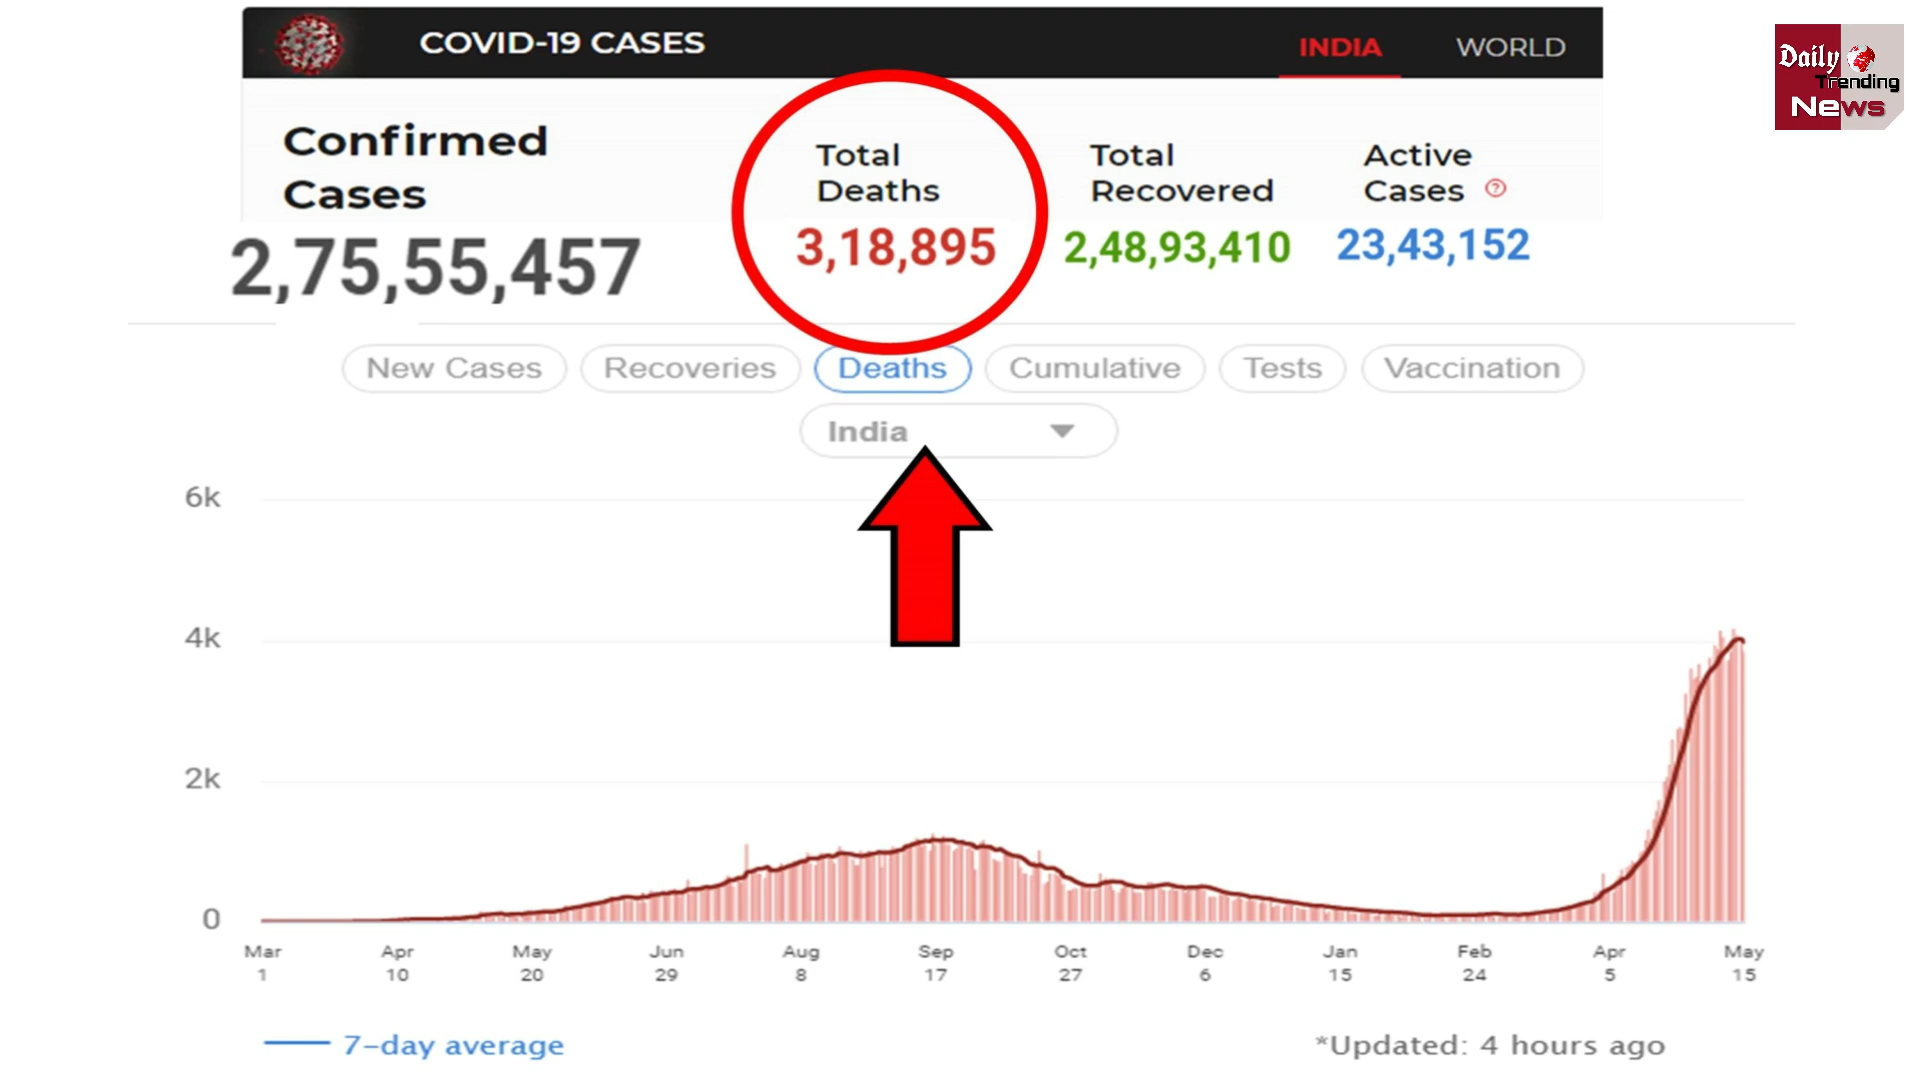 COVID-19 CASES
INDIA
WORLD
Daily
Trending
News
Confirmed
Cases
2,75,55,457
Total
Deaths
3,18,895
Total
Recovered
2,48,93,410
Active
Cases ?
23,43,152
New Cases
Recoveries
Deaths
Cumulative
Tests
Vaccination
India
6k
4k
2k
0
Mar 1
Apr 10
May 20
Jun 29
Aug 8
Sep 17
Oct 27
Dec 6
Jan 15
Feb 24
Apr 5
May 15
7-day average
*Updated: 4 hours ago